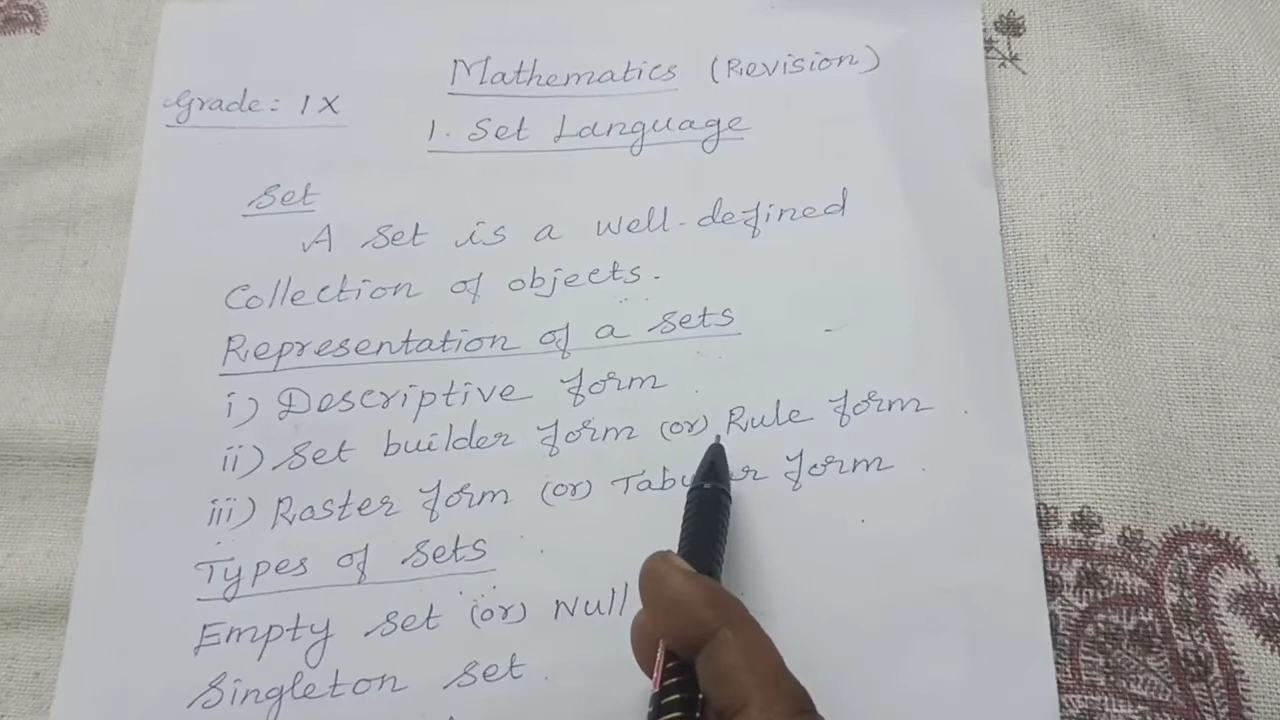 Mathematics (Revision)
Grade: IX
1. Set Language
Set
A Set is a well-defined
Collection of objects.
Representation of a sets
i) Descriptive form
ii) Set builder form (or) Rule form
iii) Raster form (or) form
Types of Sets
Empty Set (or) Null
Singleton Set